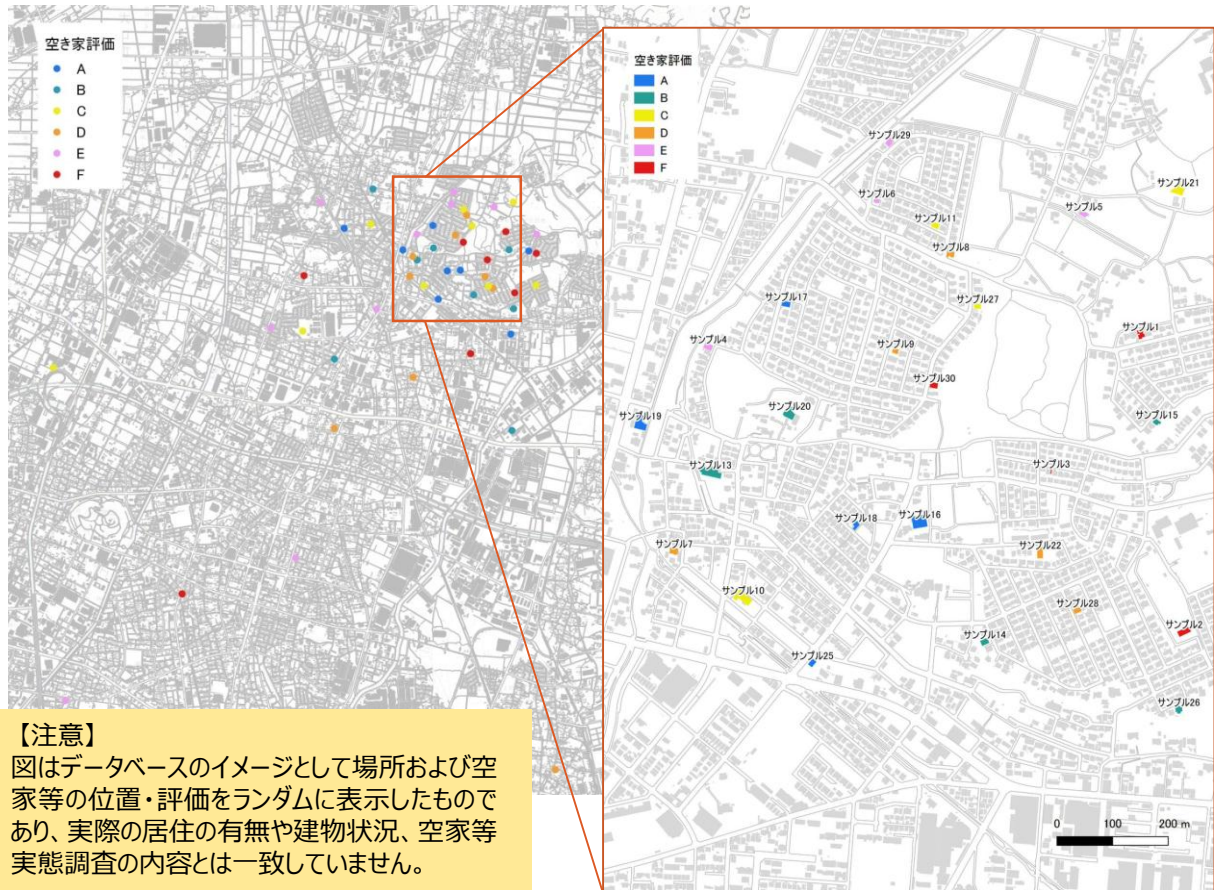 空き家評価
A
B
C
D
E
F
空き家評価
A
B
C
D
E
F
サンプル29
サンプル6
サンプル5
サンプル21
サンプル11
サンプル8
サンプル17
サンプル27
サンプル4
サンプル9
サンプル1
サンプル30
サンプル20
サンプル15
サンプル19
サンプル13
サンプル3
サンプル18
サンプル16
サンプル7
サンプル22
サンプル10
サンプル28
サンプル14
サンプル2
サンプル25
サンプル26
0 100 200 m
【注意】
図はデータベースのイメージとして場所および空
家等の位置・評価をランダムに表示したもので
あり、実際の居住の有無や建物状況、空家等
実態調査の内容とは一致していません。